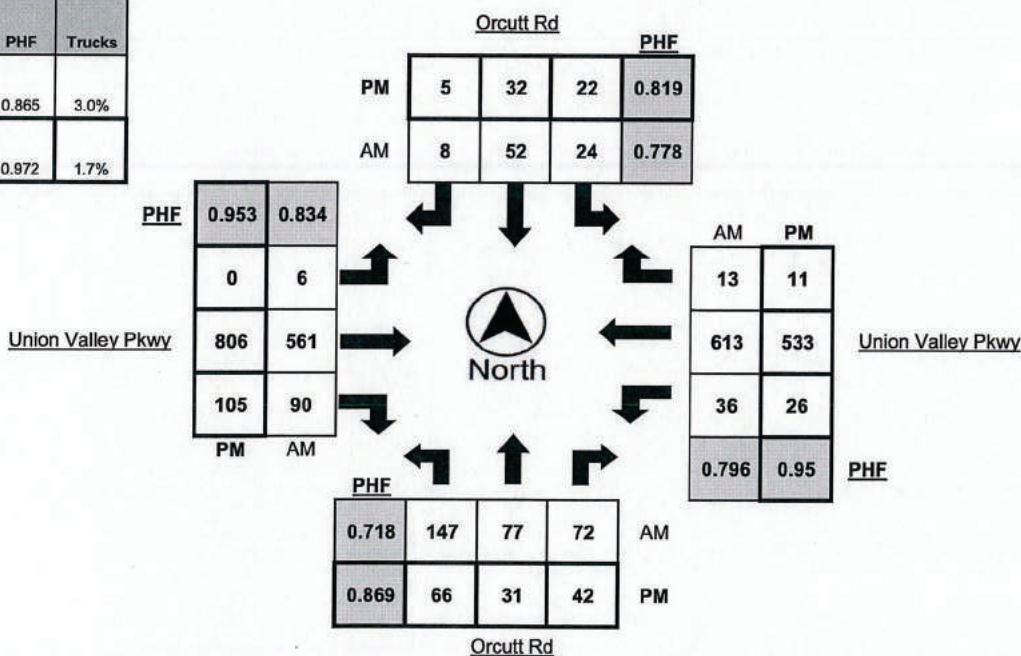 PHF Trucks
0.865 3.0%
0.972 1.7%
Orcutt Rd
PHF
PM 5 32 22 0.819
AM 8 52 24 0.778
PHF 0.953 0.834
0 6
Union Valley Pkwy 806 561
105 90
PM AM
North
AM PM
13 11
613 533 Union Valley Pkwy
36 26
0.796 0.95 PHF
PHF
0.718 147 77 72 AM
0.869 66 31 42 PM
Orcutt Rd